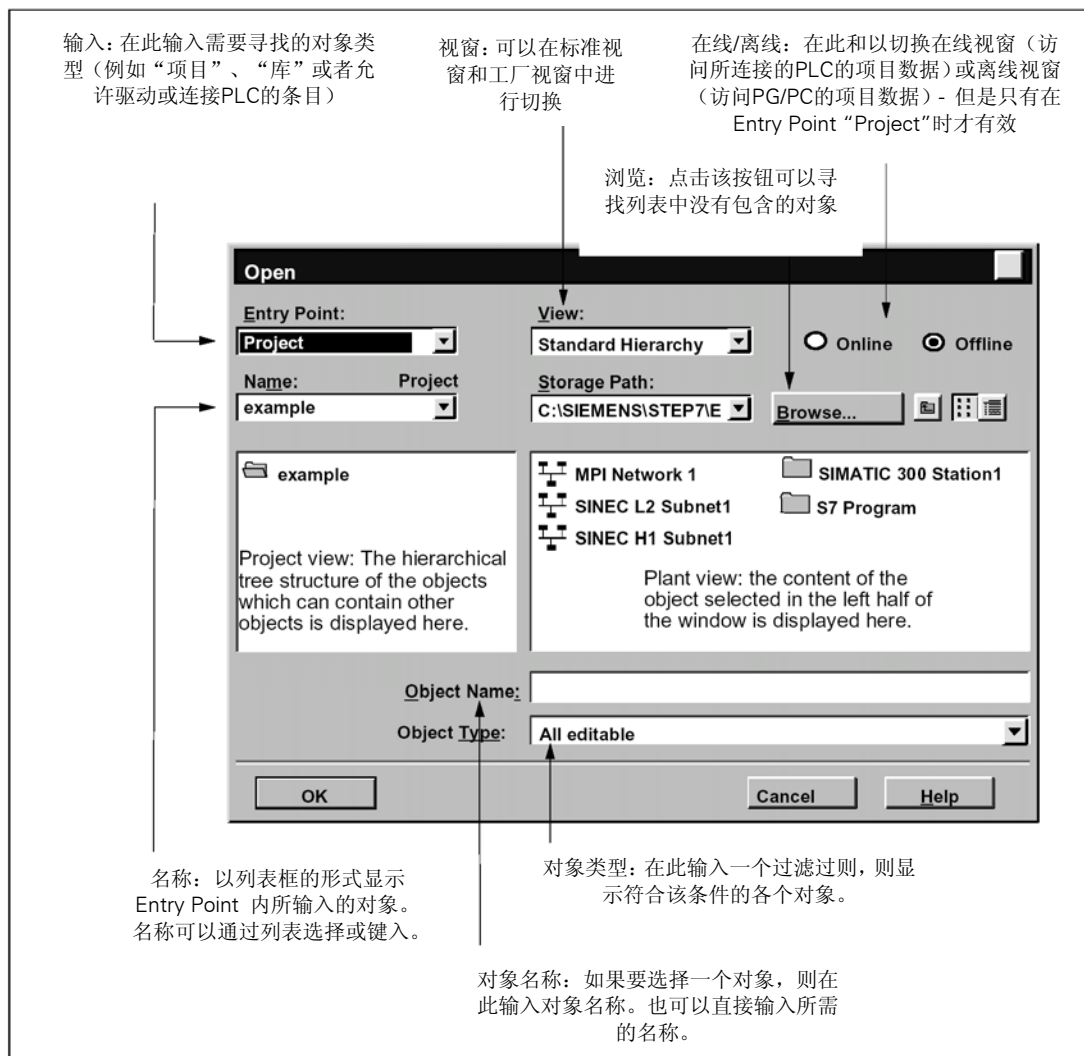 输入：在此输入需要寻找的对象类
型（例如“项目”、“库”或者允
许驱动或连接PLC的条目）
视窗：可以在标准视
窗和工厂视窗中进
行切换
在线/离线：在此和以切换在线视窗（访
问所连接的PLC的项目数据）或离线视窗
（访问PG/PC的项目数据）- 但是只有在
Entry Point “Project”时才有效
浏览：点击该按钮可以寻
找列表中没有包含的对象
Open
Entry Point:
View:
Project
Standard Hierarchy
Online
Offline
Name:
Project
Storage Path:
example
C:\SIEMENS\STEP7\E
Browse...
example
MPI Network 1
SIMATIC 300 Station1
SINEC L2 Subnet1
S7 Program
SINEC H1 Subnet1
Project view: The hierarchical
tree structure of the objects
which can contain other
objects is displayed here.
Plant view: the content of the
object selected in the left half of
the window is displayed here.
Object Name:
Object Type:
All editable
OK
Cancel
Help
名称：以列表框的形式显示
Entry Point 内所输入的对象。
名称可以通过列表选择或键入。
对象类型：在此输入一个过滤过则，则显
示符合该条件的各个对象。
对象名称：如果要选择一个对象，则在
此输入对象名称。也可以直接输入所需
的名称。